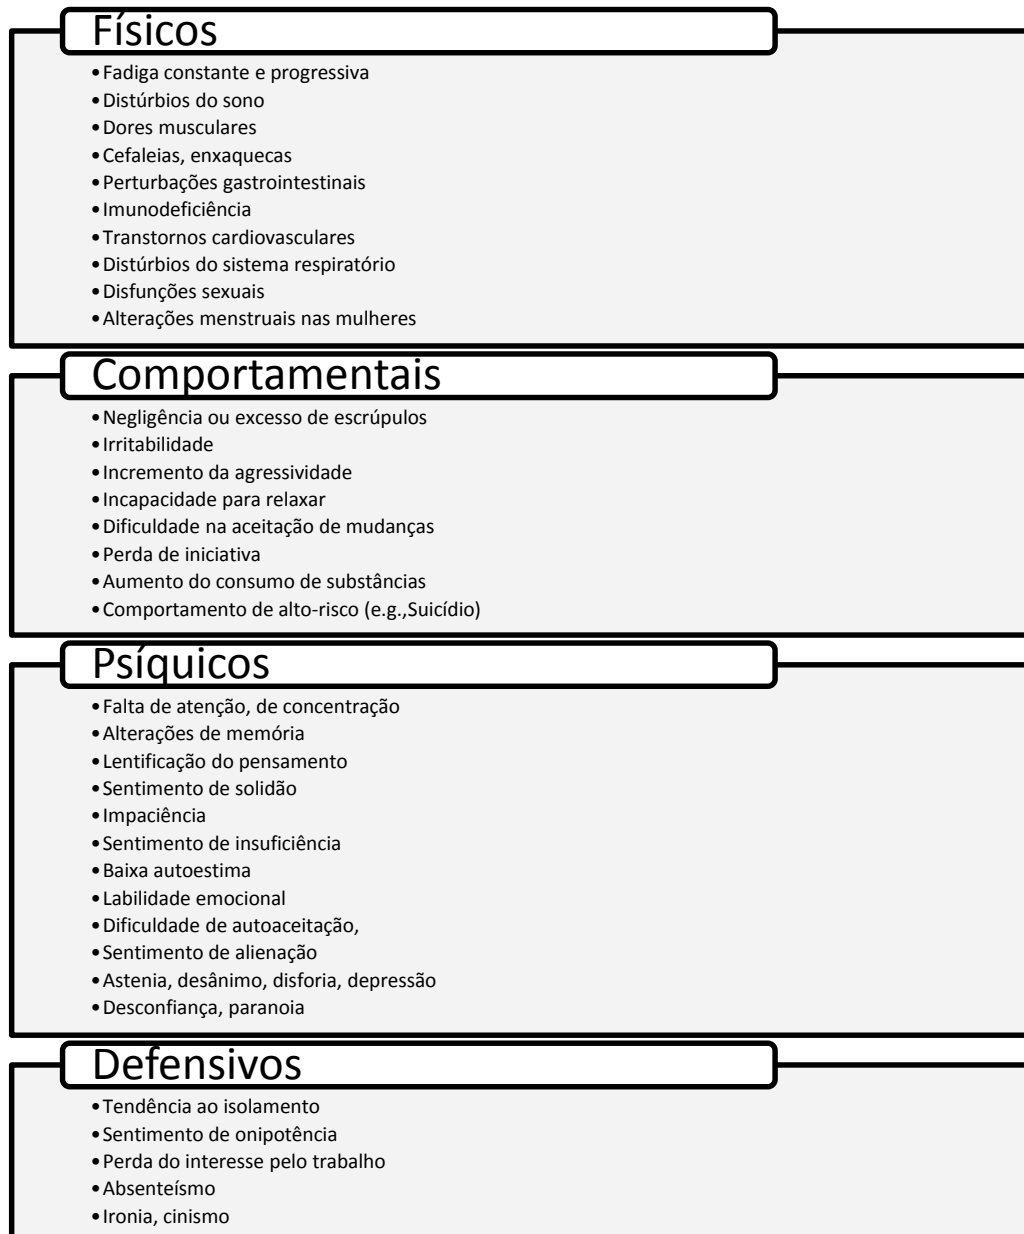 Físicos
•Fadiga constante e progressiva
•Distúrbios do sono
•Dores musculares
•Cefaleias, enxaquecas
•Perturbações gastrointestinais
•Imunodeficiência
•Transtornos cardiovasculares
•Distúrbios do sistema respiratório
•Disfunções sexuais
•Alterações menstruais nas mulheres
Comportamentais
•Negligência ou excesso de escrúpulos
•Irritabilidade
•Incremento da agressividade
•Incapacidade para relaxar
•Dificuldade na aceitação de mudanças
•Perda de iniciativa
•Aumento do consumo de substâncias
•Comportamento de alto-risco (e.g.,Suicídio)
Psíquicos
•Falta de atenção, de concentração
•Alterações de memória
•Lentificação do pensamento
•Sentimento de solidão
•Impaciência
•Sentimento de insuficiência
•Baixa autoestima
•Labilidade emocional
•Dificuldade de autoaceitação,
•Sentimento de alienação
•Astenia, desânimo, disforia, depressão
•Desconfiança, paranoia
Defensivos
•Tendência ao isolamento
•Sentimento de onipotência
•Perda do interesse pelo trabalho
•Absenteísmo
•Ironia, cinismo